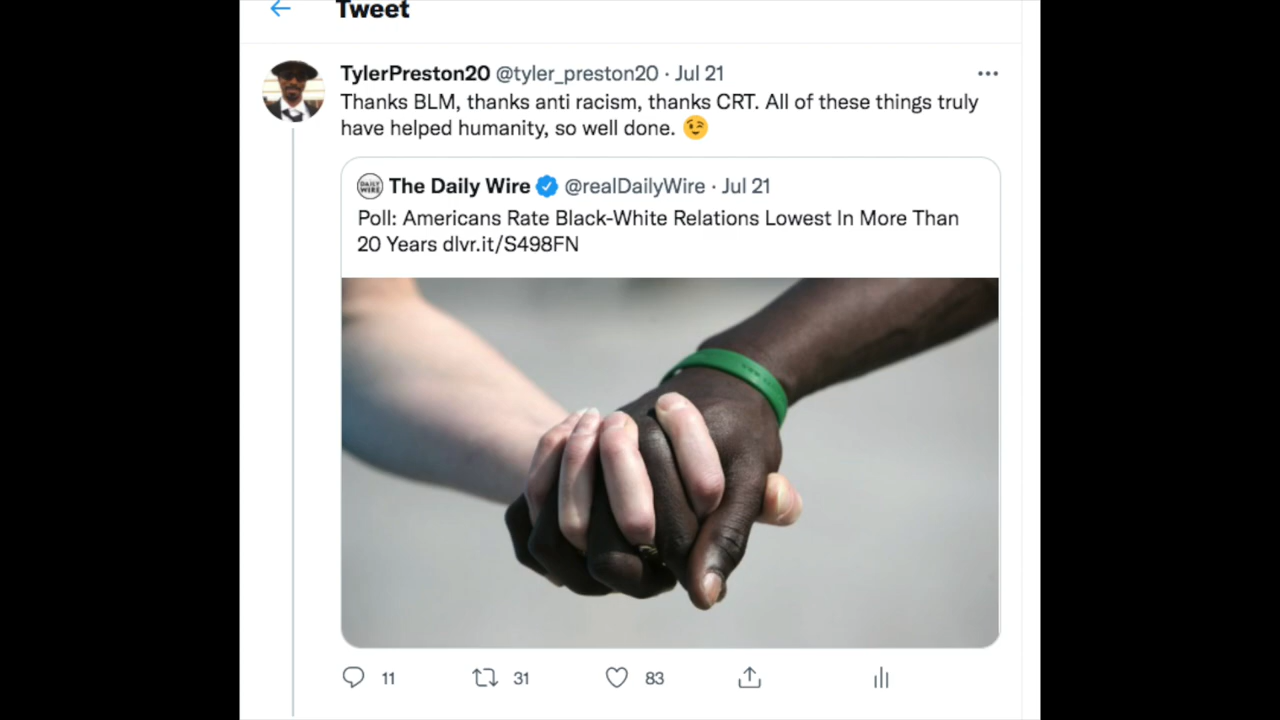 Tweet
TylerPreston20 @tyler_preston20 · Jul 21
Thanks BLM, thanks anti racism, thanks CRT. All of these things truly
have helped humanity, so well done. 😉
DAILY
WIRE
The Daily Wire @realDailyWire · Jul 21
Poll: Americans Rate Black-White Relations Lowest In More Than
20 Years dlvr.it/S498FN
11 31 83